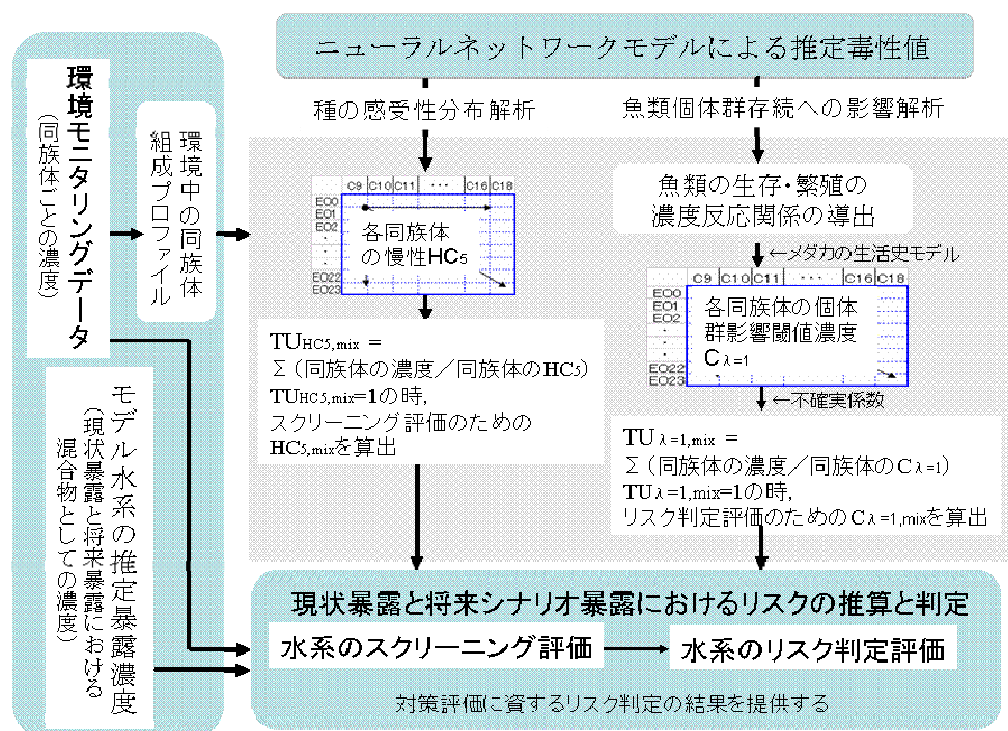 ニューラルネットワークモデルによる推定毒性値
環境モニタリングデータ
(同族体ごとの濃度)
環境中の同族体
組成プロファイル
モデル水系の推定暴露濃度
(現状暴露と将来暴露における
混合物としての濃度)
種の感受性分布解析
C9 C10 C11 ・・・ C16 C18
EO0
EO1
EO2
・
・
・
EO22
EO23
各同族体
の慢性HC5
TUHC5,mix =
Σ(同族体の濃度/同族体のHC5)
TUHC5,mix=1の時,
スクリーニング評価のための
HC5,mixを算出
魚類個体群存続への影響解析
魚類の生存・繁殖の
濃度反応関係の導出
←メダカの生活史モデル
C9 C10 C11 ・・・ C16 C18
EO0
EO1
EO2
・
・
・
EO22
EO23
各同族体の個体
群影響閾値濃度
Cλ=1
←不確実係数
TUλ=1,mix =
Σ(同族体の濃度/同族体のCλ=1)
TUλ=1,mix=1の時,
リスク判定評価のためのCλ=1,mixを算出
現状暴露と将来シナリオ暴露におけるリスクの推算と判定
水系のスクリーニング評価
水系のリスク判定評価
対策評価に資するリスク判定の結果を提供する